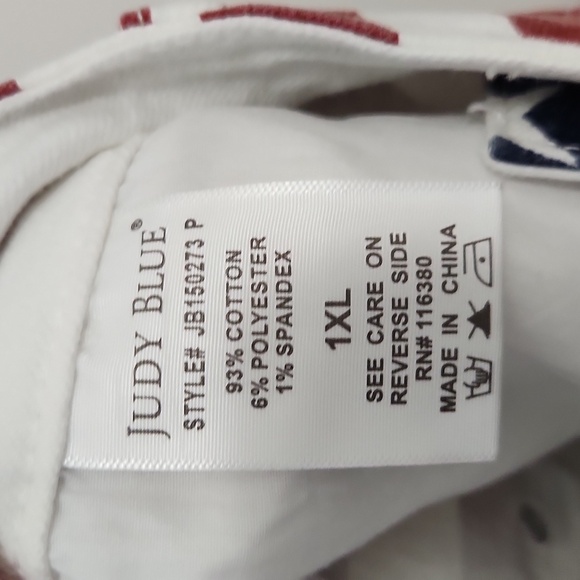 JUDY BLUE®
STYLE# JB150273 P
93% COTTON
6% POLYESTER
1% SPANDEX
1XL
SEE CARE ON
REVERSE SIDE
RN# 116380
MADE IN CHINA